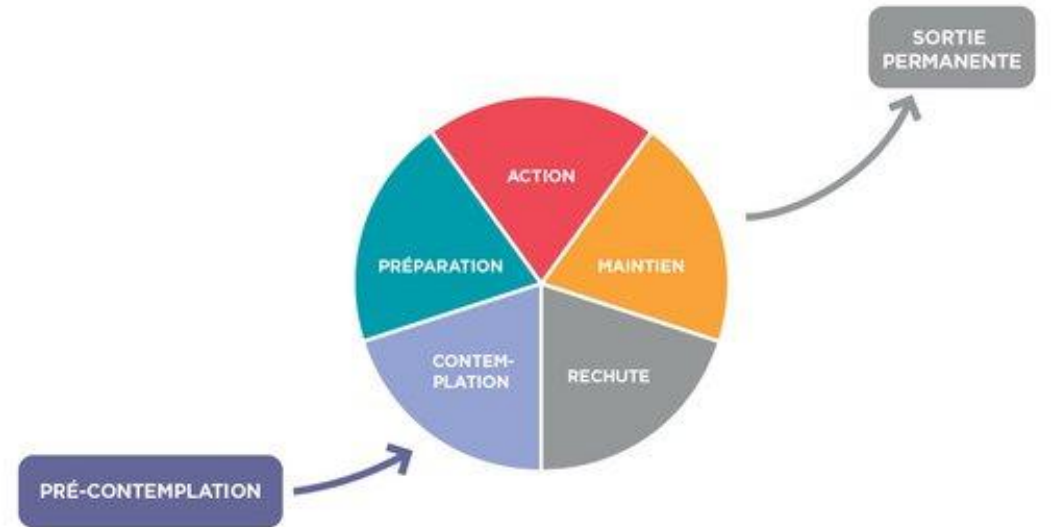 SORTIE
PERMANENTE
ACTION
PRÉPARATION
MAINTIEN
CONTEM-
PLATION
RECHUTE
PRÉ-CONTEMPLATION